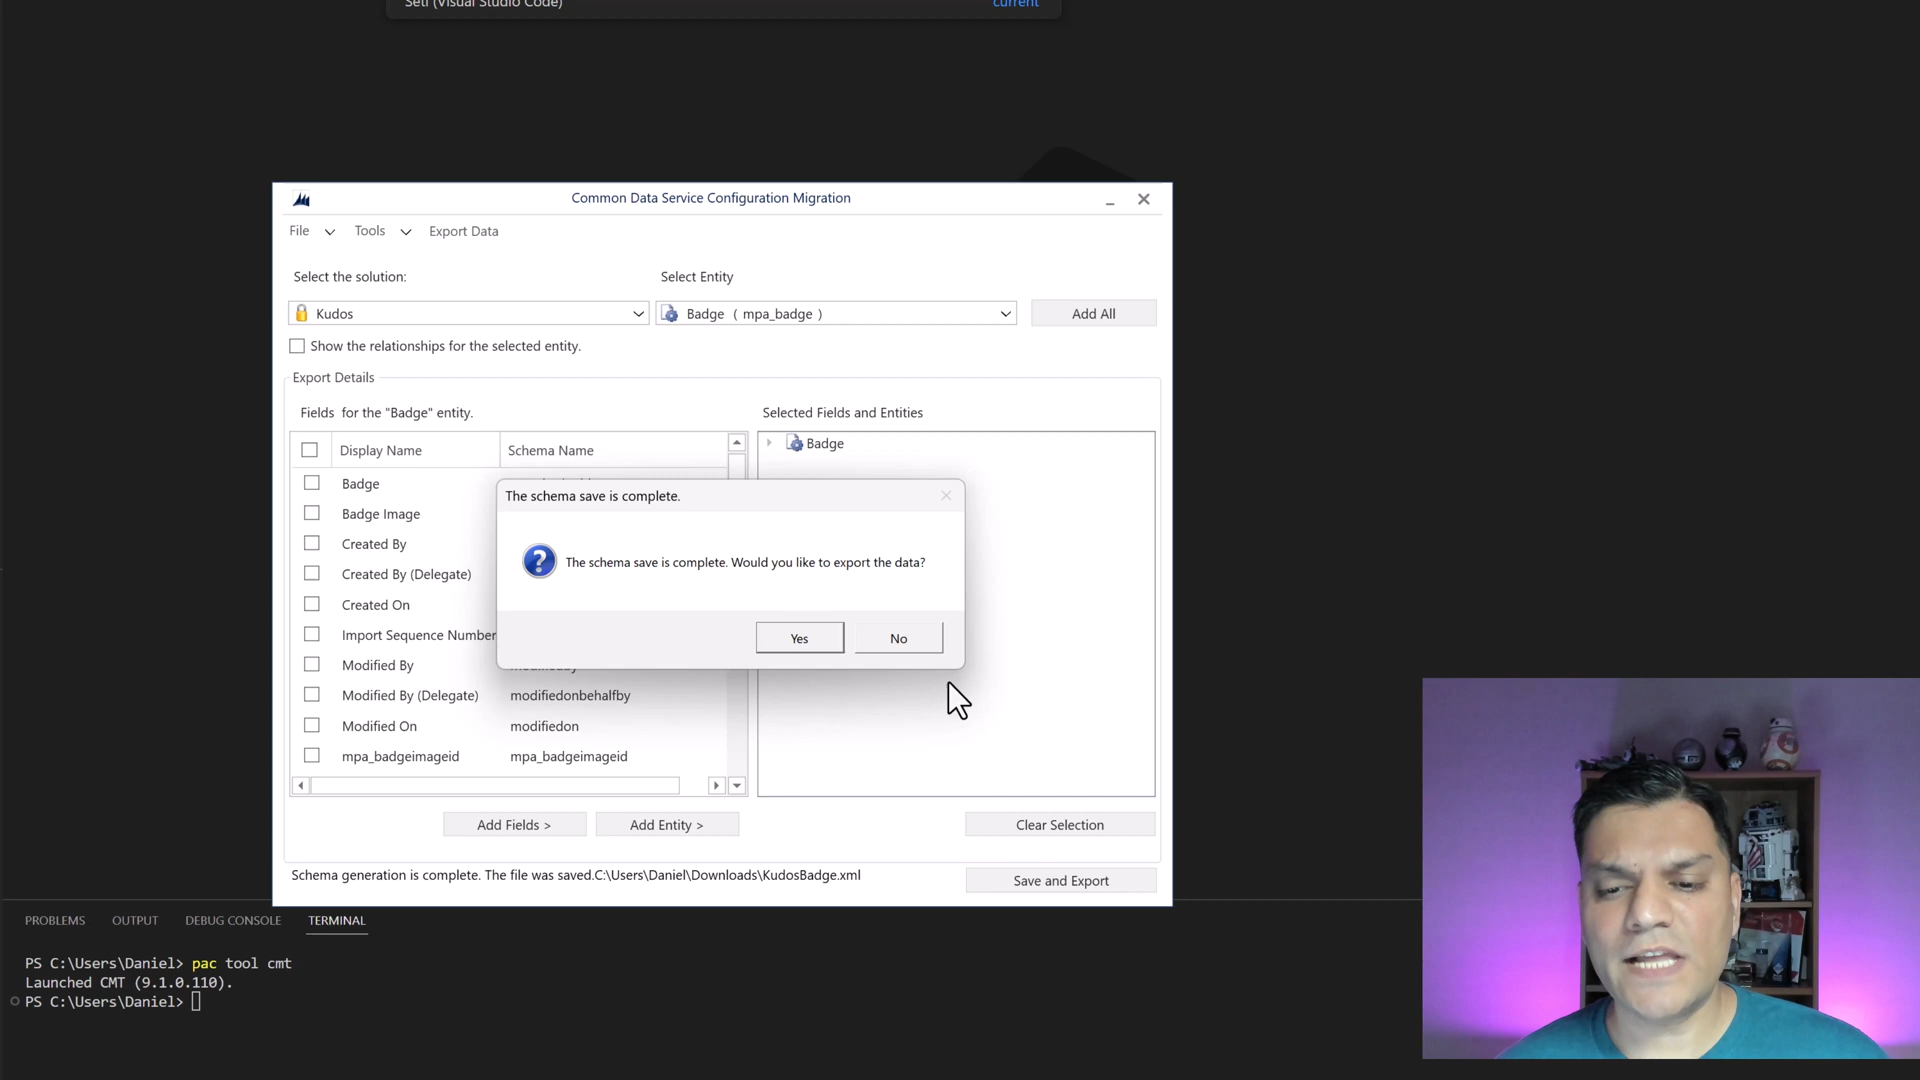 Self (Visual Studio Code) current
Common Data Service Configuration Migration
File Tools Export Data
Select the solution: Select Entity
Kudos Badge ( mpa_badge ) Add All
Show the relationships for the selected entity.
Export Details
Fields for the "Badge" entity. Selected Fields and Entities
Display Name Schema Name Badge
Badge
The schema save is complete.
Badge Image
Created By
The schema save is complete. Would you like to export the data?
Created By (Delegate)
Created On
Import Sequence Number
Yes No
Modified By modifiedby
Modified By (Delegate) modifiedonbehalfby
Modified On modifiedon
mpa_badgeimageid mpa_badgeimageid
Add Fields > Add Entity > Clear Selection
Schema generation is complete. The file was saved.C:\Users\Daniel\Downloads\KudosBadge.xml
Save and Export
PROBLEMS OUTPUT DEBUG CONSOLE TERMINAL
PS C:\Users\Daniel> pac tool cmt
Launched CMT (9.1.0.110).
PS C:\Users\Daniel>